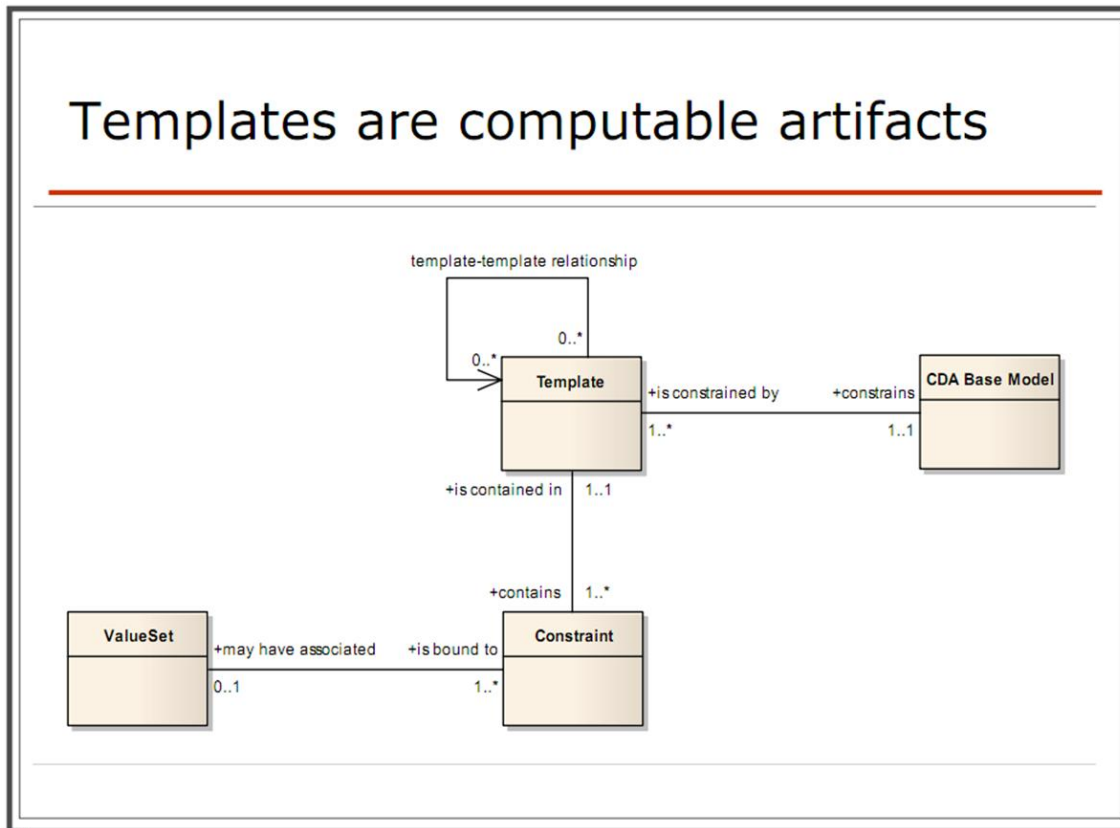 Templates are computable artifacts
template-template relationship
0..*
0..*
Template
CDA Base Model
+is constrained by
+constrains
1..*
1..1
+is contained in
1..1
+contains
1..*
ValueSet
Constraint
+may have associated
+is bound to
0..1
1..*